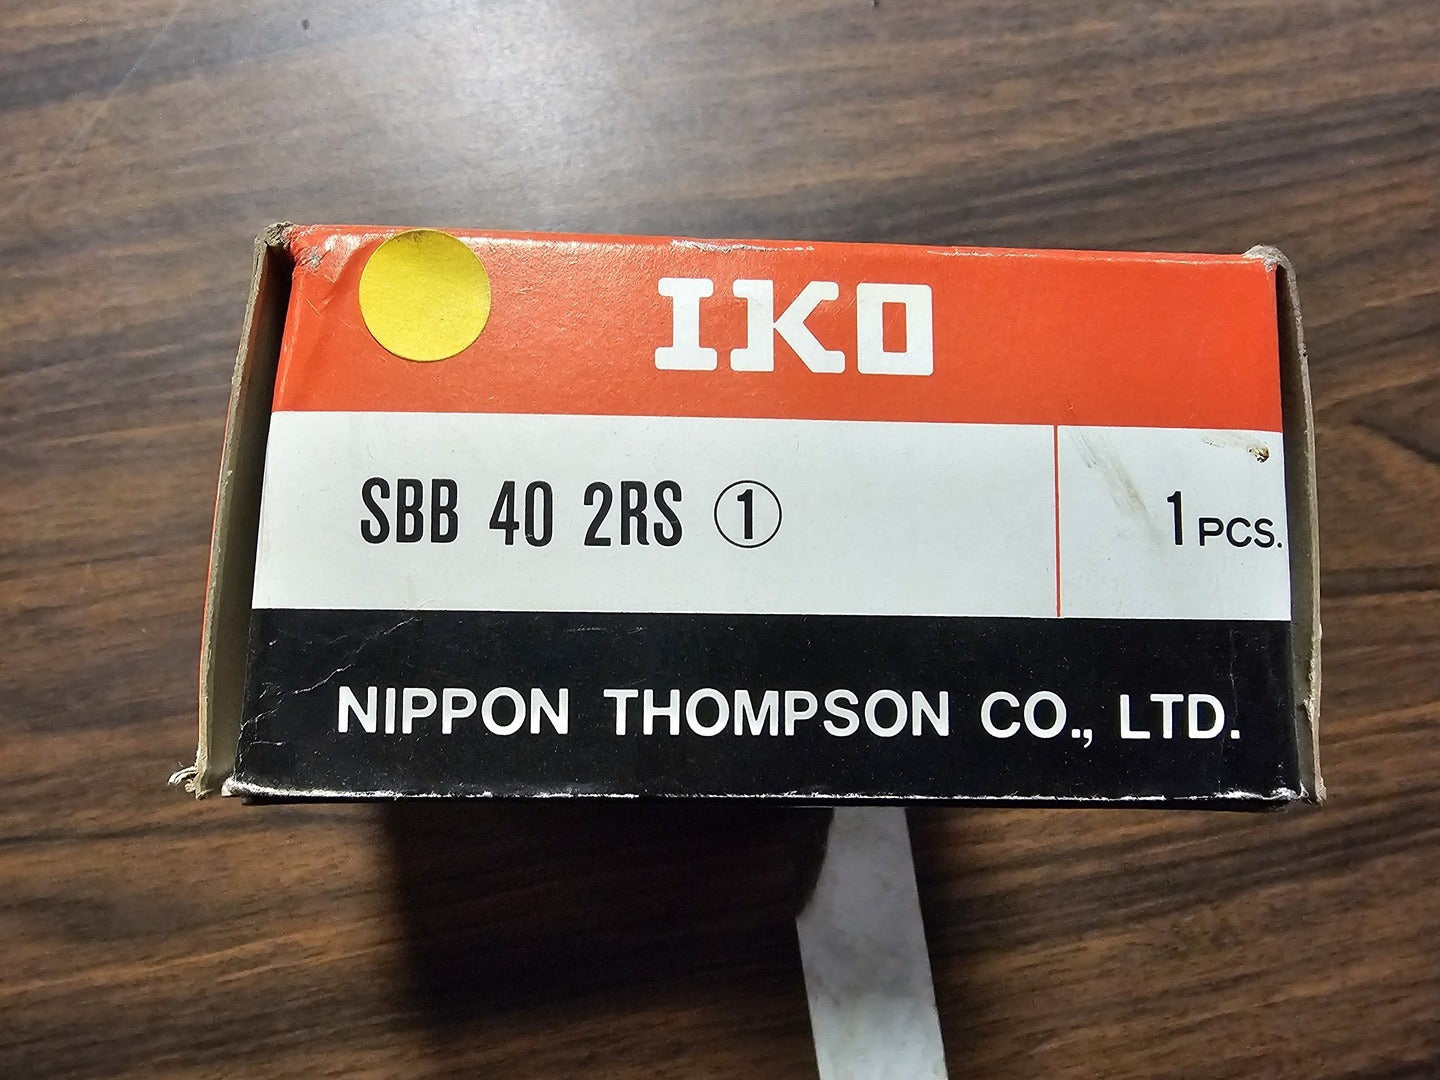 IKO
SBB 40 2RS ①
1 PCS.
NIPPON THOMPSON CO., LTD.